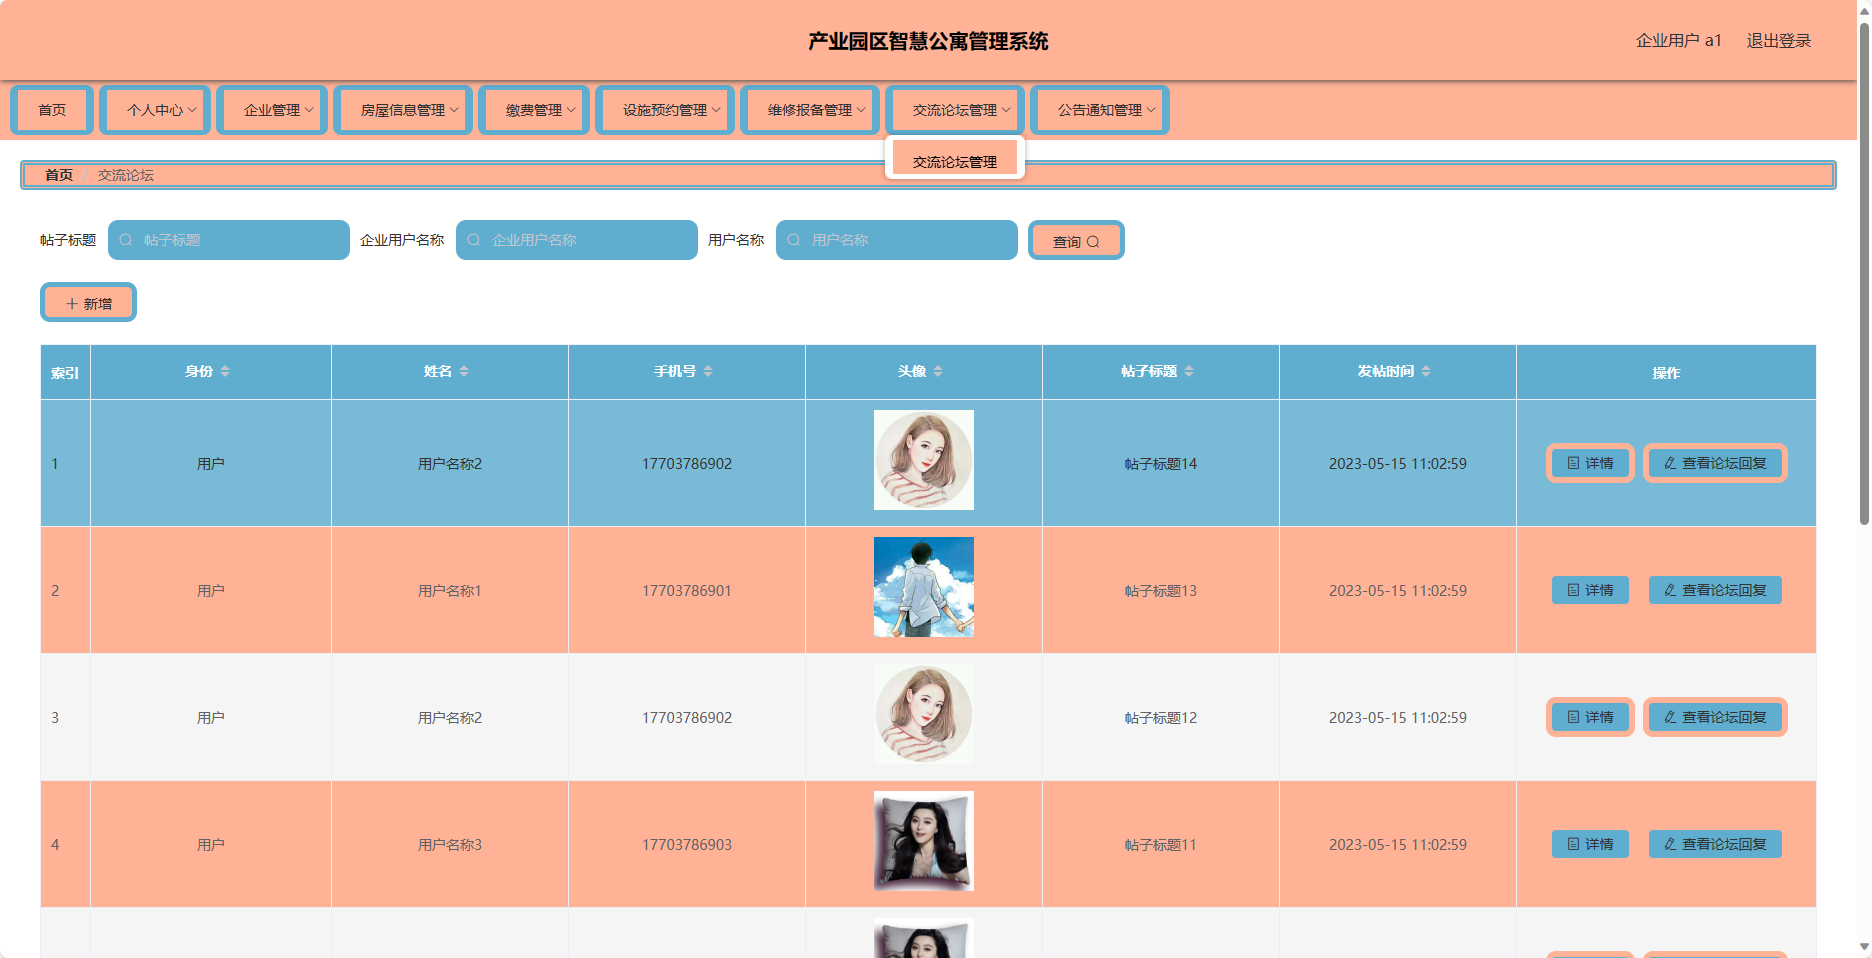 产业园区智慧公寓管理系统
企业用户 a1 退出登录
首页 个人中心 企业管理 房屋信息管理 缴费管理 设施预约管理 维修报备管理 交流论坛管理 公告通知管理
交流论坛管理
首页 / 交流论坛
帖子标题 帖子标题 企业用户名称 企业用户名称 用户名称 用户名称 查询
新增
索引 身份 姓名 手机号 头像 帖子标题 发帖时间 操作
1 用户 用户名称2 17703786902 帖子标题14 2023-05-15 11:02:59 详情 查看论坛回复
2 用户 用户名称1 17703786901 帖子标题13 2023-05-15 11:02:59 详情 查看论坛回复
3 用户 用户名称2 17703786902 帖子标题12 2023-05-15 11:02:59 详情 查看论坛回复
4 用户 用户名称3 17703786903 帖子标题11 2023-05-15 11:02:59 详情 查看论坛回复